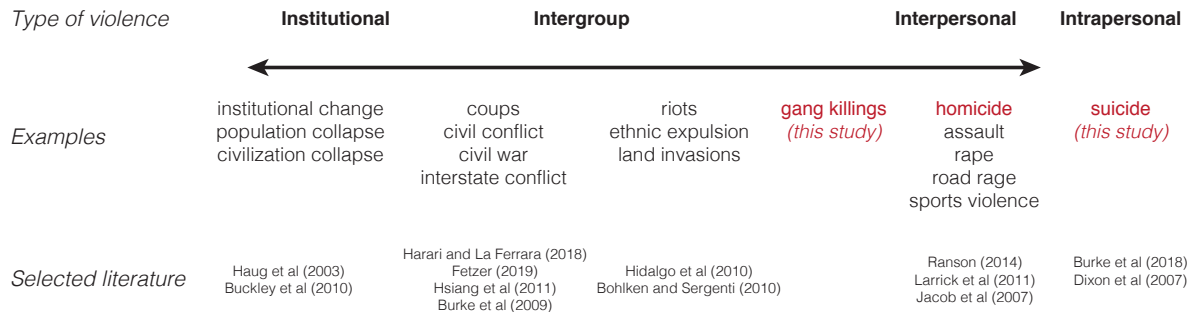 Type of violence Institutional Intergroup Interpersonal Intrapersonal
Examples
institutional change
population collapse
civilization collapse
coups
civil conflict
civil war
interstate conflict
riots
ethnic expulsion
land invasions
gang killings
(this study)
homicide
assault
rape
road rage
sports violence
suicide
(this study)
Selected literature
Haug et al (2003)
Buckley et al (2010)
Harari and La Ferrara (2018)
Fetzer (2019)
Hsiang et al (2011)
Burke et al (2009)
Hidalgo et al (2010)
Bohlken and Sergenti (2010)
Ranson (2014)
Larrick et al (2011)
Jacob et al (2007)
Burke et al (2018)
Dixon et al (2007)